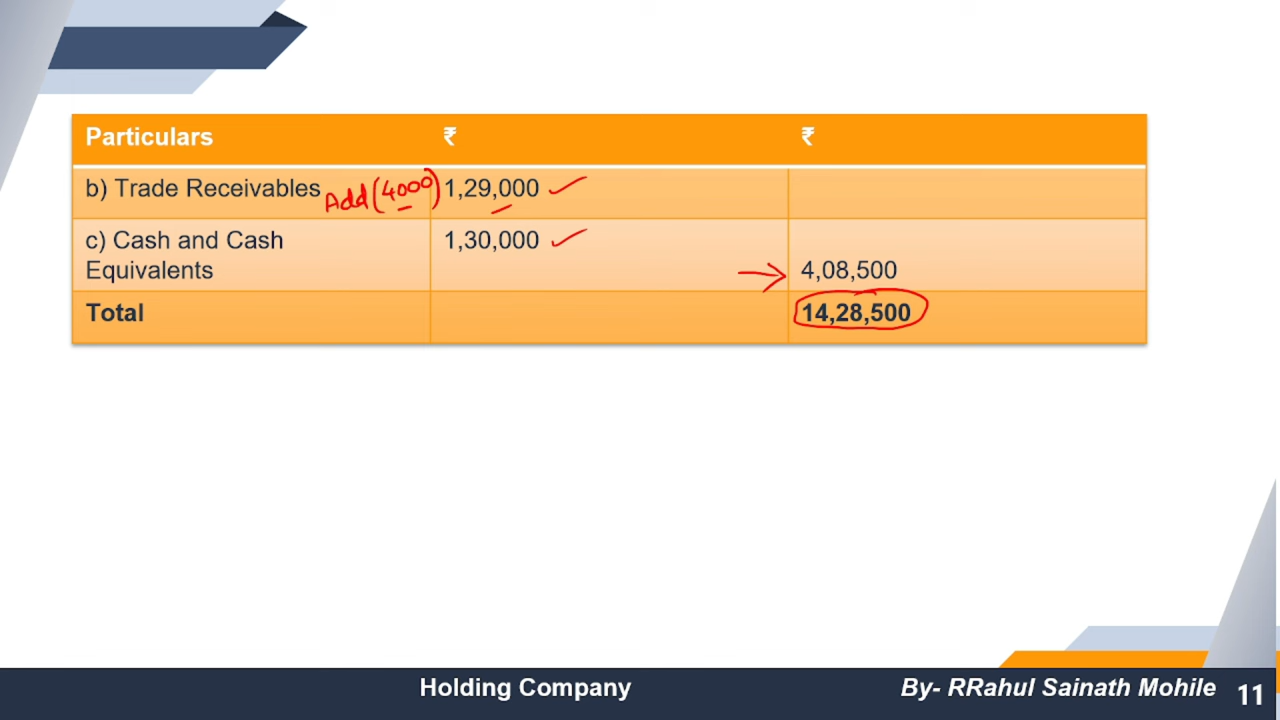 Particulars ₹ ₹
b) Trade Receivables Add (4000) 1,29,000
c) Cash and Cash 1,30,000
Equivalents 4,08,500
Total 14,28,500
Holding Company By- RRahul Sainath Mohile 11